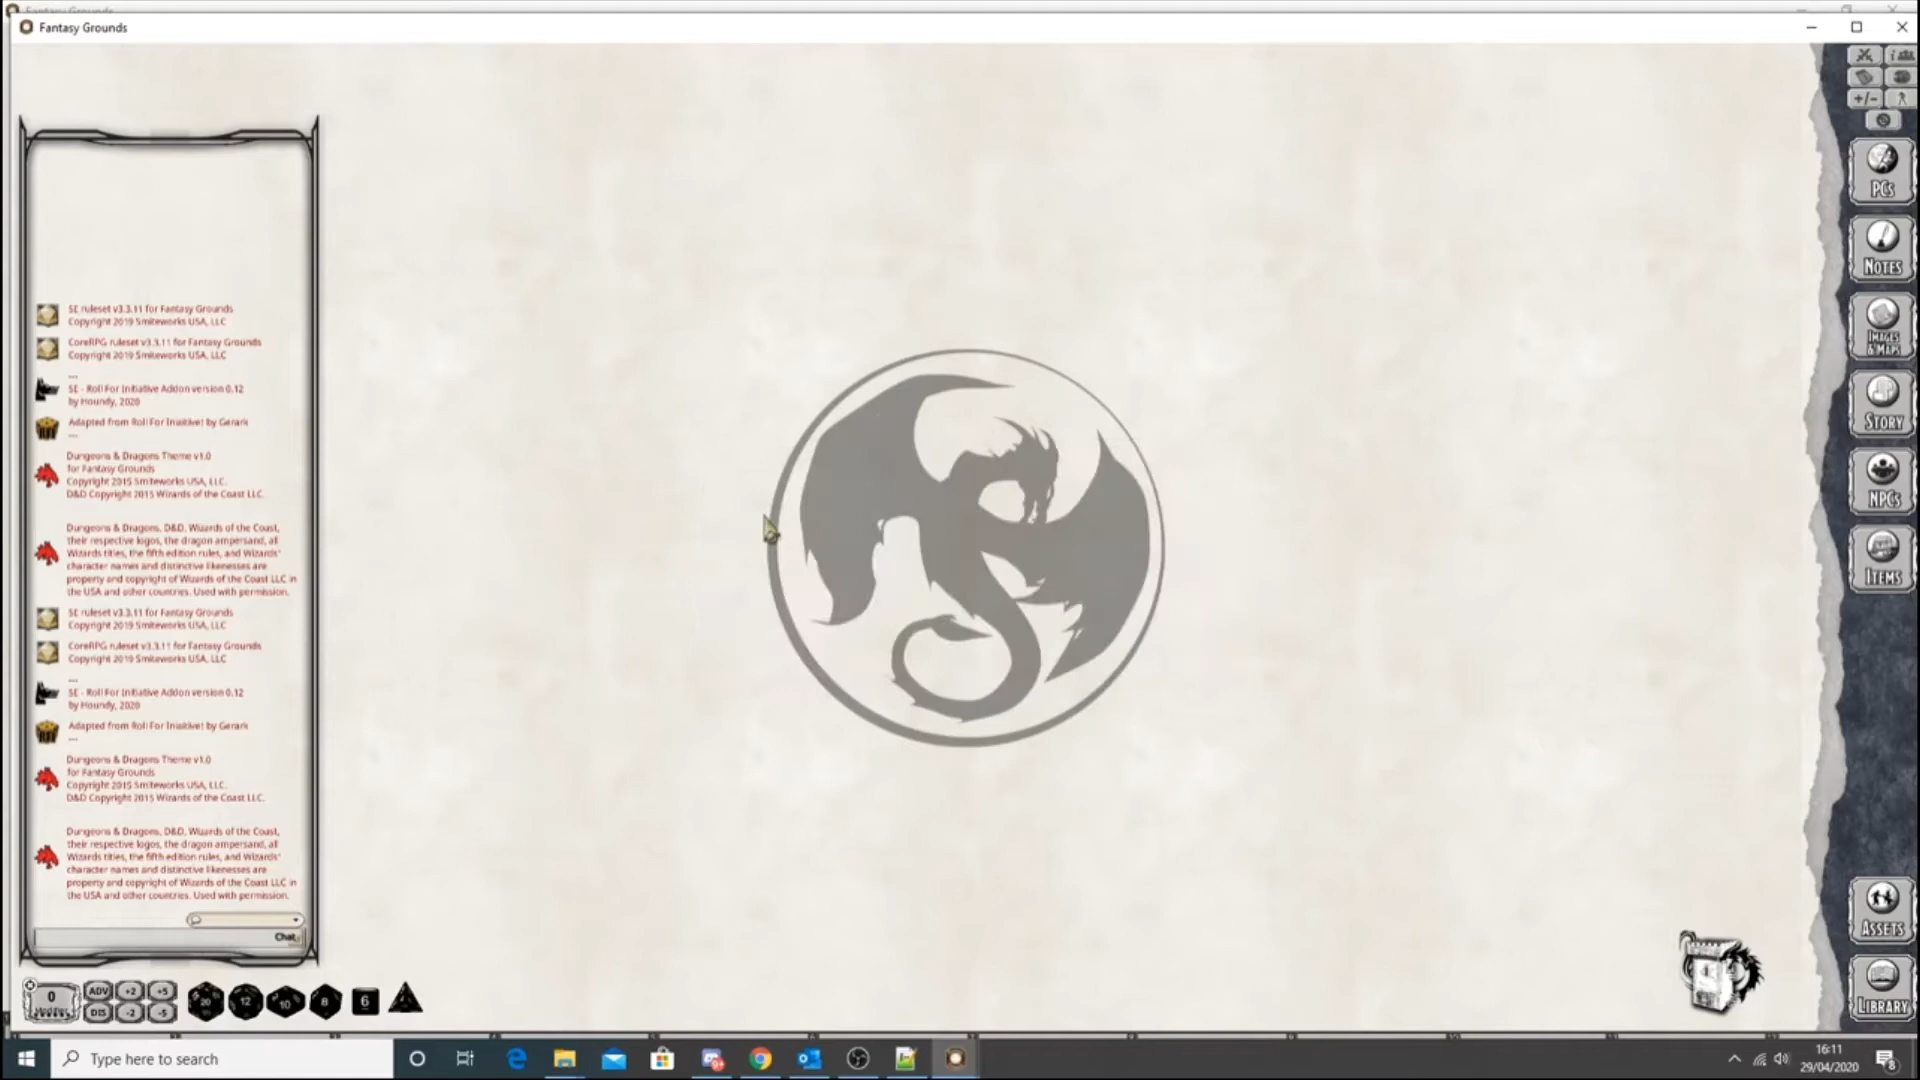 Fantasy Grounds
5E ruleset v3.3.11 for Fantasy Grounds
Copyright 2019 Smiteworks USA, LLC
CoreRPG ruleset v3.3.11 for Fantasy Grounds
Copyright 2019 Smiteworks USA, LLC
...
5E - Roll For Initiative Addon version 0.12
by Houndy, 2020
Adapted from Roll For Iniaitive! by Gerark
...
Dungeons & Dragons Theme v1.0
for Fantasy Grounds
Copyright 2015 Smiteworks USA, LLC.
D&D Copyright 2015 Wizards of the Coast LLC.
Dungeons & Dragons, D&D, Wizards of the Coast,
their respective logos, the dragon ampersand, all
Wizards titles, the fifth edition rules, and Wizards'
character names and distinctive likenesses are
property and copyright of Wizards of the Coast LLC in
the USA and other countries. Used with permission.
5E ruleset v3.3.11 for Fantasy Grounds
Copyright 2019 Smiteworks USA, LLC
CoreRPG ruleset v3.3.11 for Fantasy Grounds
Copyright 2019 Smiteworks USA, LLC
...
5E - Roll For Initiative Addon version 0.12
by Houndy, 2020
Adapted from Roll For Iniaitive! by Gerark
...
Dungeons & Dragons Theme v1.0
for Fantasy Grounds
Copyright 2015 Smiteworks USA, LLC.
D&D Copyright 2015 Wizards of the Coast LLC.
Dungeons & Dragons, D&D, Wizards of the Coast,
their respective logos, the dragon ampersand, all
Wizards titles, the fifth edition rules, and Wizards'
character names and distinctive likenesses are
property and copyright of Wizards of the Coast LLC in
the USA and other countries. Used with permission.
Chat
0
ADV +2 +5
DIS -2 -5
20 12 10 8 6
+/-
PCs
Notes
Images
& Maps
Story
NPCs
Items
Assets
Library
Type here to search
16:11
29/04/2020
8